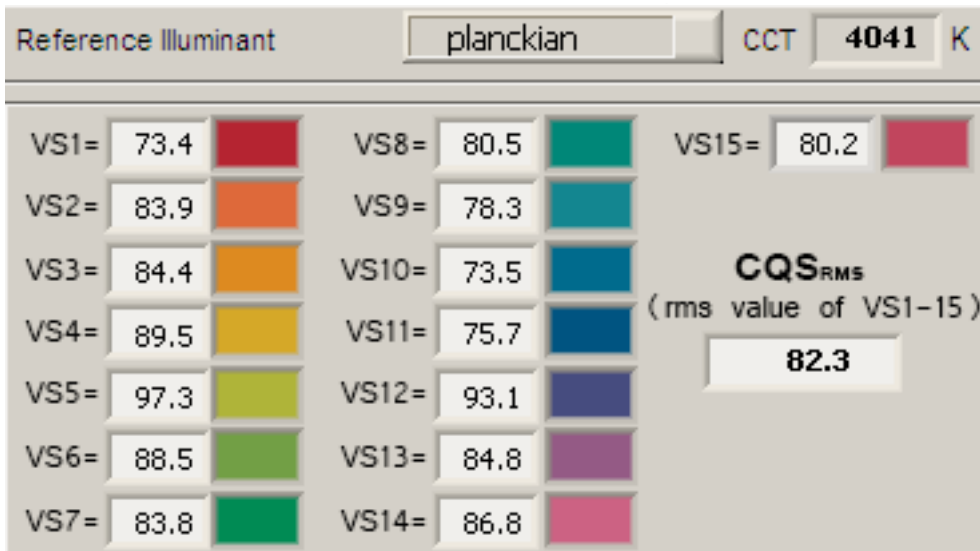 Reference Illuminant planckian CCT 4041 K
VS1= 73.4 VS8= 80.5 VS15= 80.2
VS2= 83.9 VS9= 78.3
VS3= 84.4 VS10= 73.5 CQSRMS
(rms value of VS1-15)
VS4= 89.5 VS11= 75.7
82.3
VS5= 97.3 VS12= 93.1
VS6= 88.5 VS13= 84.8
VS7= 83.8 VS14= 86.8